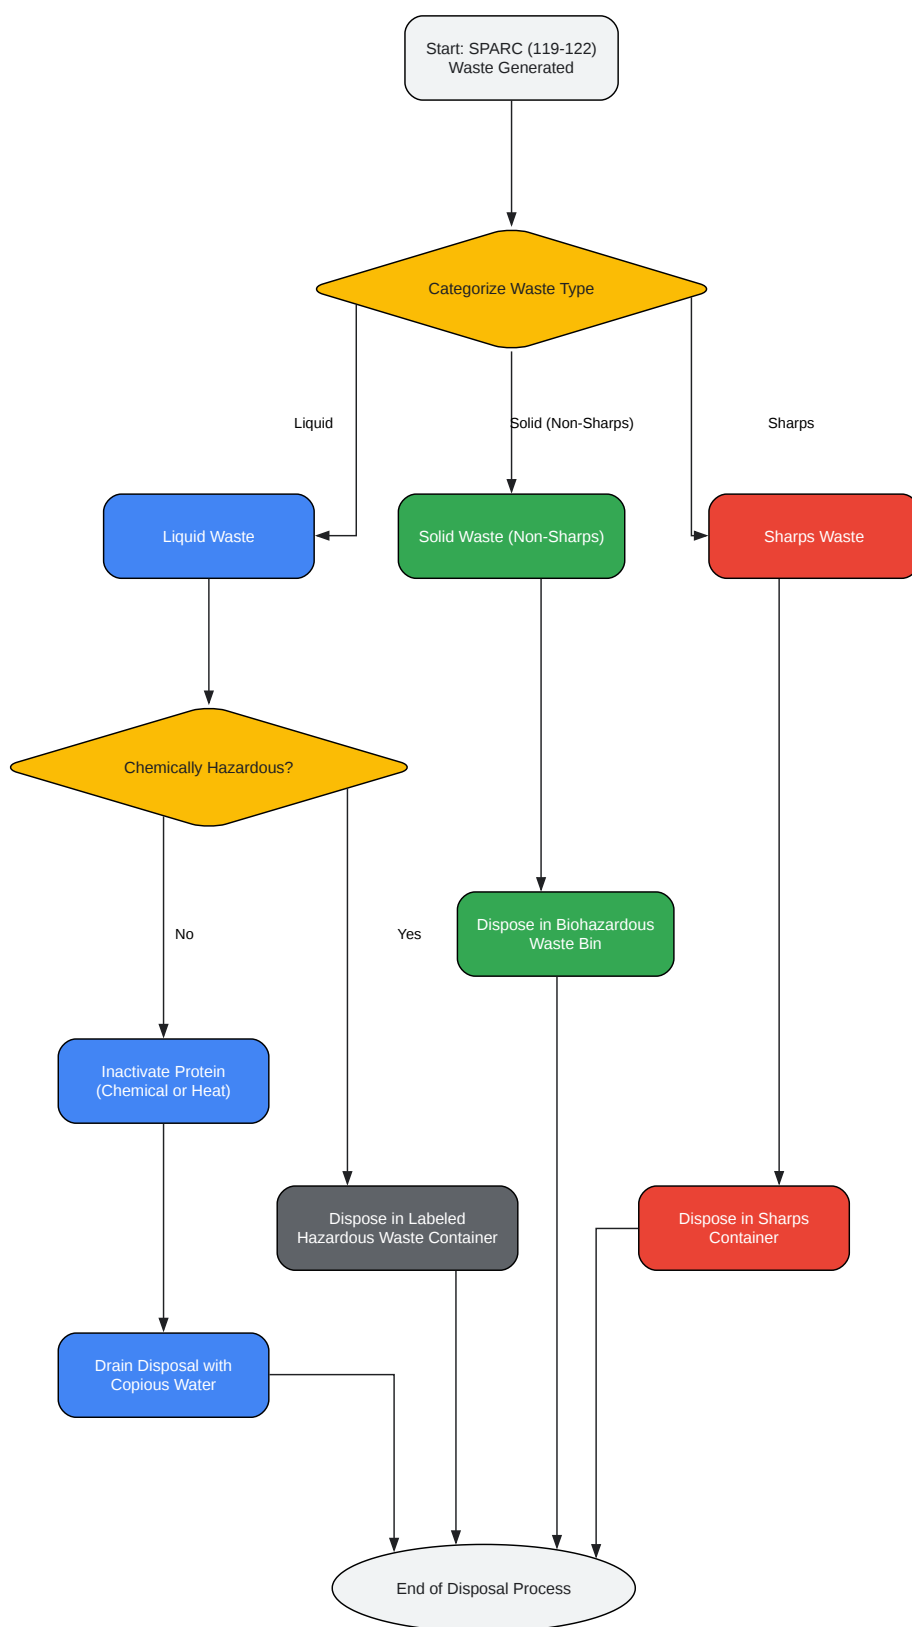 Start: SPARC (119-122)
Waste Generated
Categorize Waste Type
Liquid
Solid (Non-Sharps)
Sharps
Liquid Waste
Solid Waste (Non-Sharps)
Sharps Waste
Chemically Hazardous?
No
Yes
Dispose in Biohazardous
Waste Bin
Inactivate Protein
(Chemical or Heat)
Dispose in Labeled
Hazardous Waste Container
Dispose in Sharps
Container
Drain Disposal with
Copious Water
End of Disposal Process